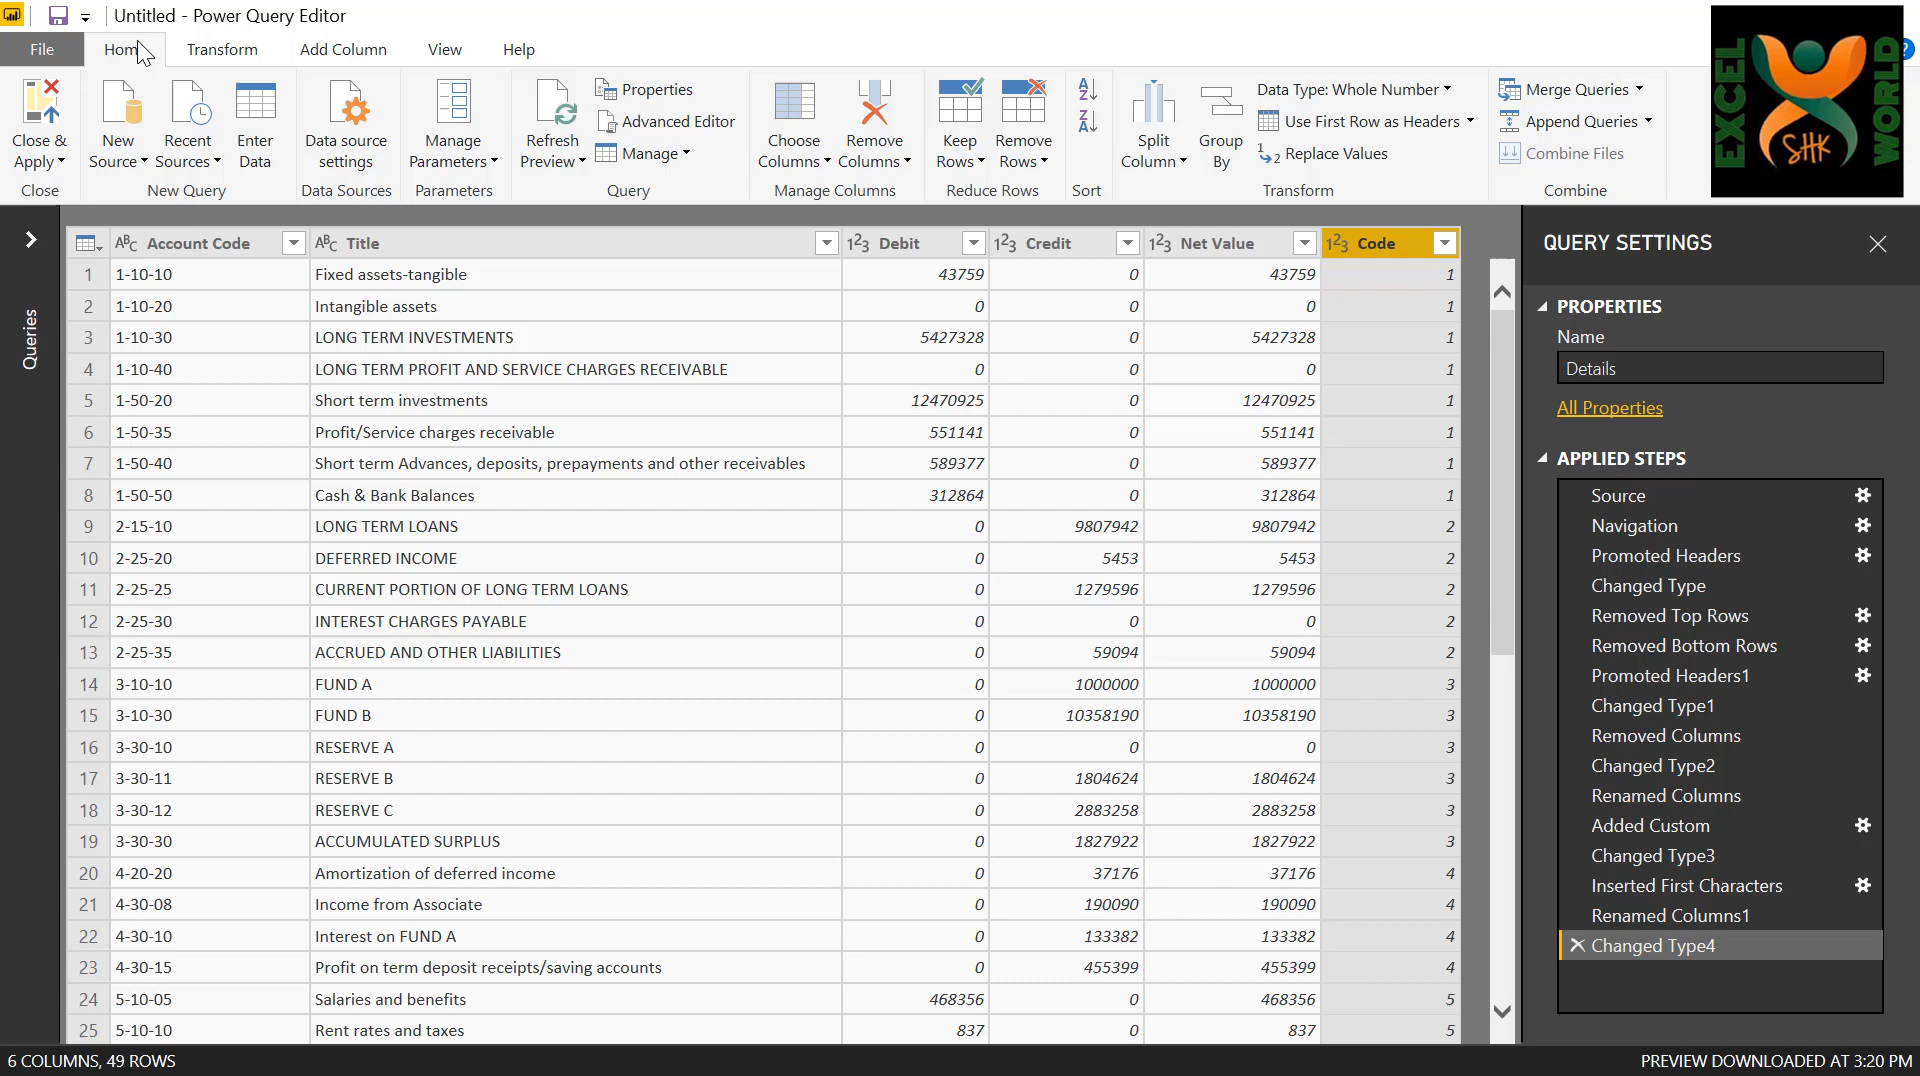 Untitled - Power Query Editor
File Home Transform Add Column View Help
Close & Apply New Source Recent Sources Enter Data Data source settings Manage Parameters Refresh Preview Properties Advanced Editor Manage Choose Columns Remove Columns Keep Rows Remove Rows Split Column Group By Data Type: Whole Number Use First Row as Headers Replace Values Merge Queries Append Queries Combine Files
Close New Query Data Sources Parameters Query Manage Columns Reduce Rows Sort Transform Combine
EXCEL SHK WORLD
Queries
Account Code Title Debit Credit Net Value Code
1 1-10-10 Fixed assets-tangible 43759 0 43759 1
2 1-10-20 Intangible assets 0 0 0 1
3 1-10-30 LONG TERM INVESTMENTS 5427328 0 5427328 1
4 1-10-40 LONG TERM PROFIT AND SERVICE CHARGES RECEIVABLE 0 0 0 1
5 1-50-20 Short term investments 12470925 0 12470925 1
6 1-50-35 Profit/Service charges receivable 551141 0 551141 1
7 1-50-40 Short term Advances, deposits, prepayments and other receivables 589377 0 589377 1
8 1-50-50 Cash & Bank Balances 312864 0 312864 1
9 2-15-10 LONG TERM LOANS 0 9807942 9807942 2
10 2-25-20 DEFERRED INCOME 0 5453 5453 2
11 2-25-25 CURRENT PORTION OF LONG TERM LOANS 0 1279596 1279596 2
12 2-25-30 INTEREST CHARGES PAYABLE 0 0 0 2
13 2-25-35 ACCRUED AND OTHER LIABILITIES 0 59094 59094 2
14 3-10-10 FUND A 0 1000000 1000000 3
15 3-10-30 FUND B 0 10358190 10358190 3
16 3-30-10 RESERVE A 0 0 0 3
17 3-30-11 RESERVE B 0 1804624 1804624 3
18 3-30-12 RESERVE C 0 2883258 2883258 3
19 3-30-30 ACCUMULATED SURPLUS 0 1827922 1827922 3
20 4-20-20 Amortization of deferred income 0 37176 37176 4
21 4-30-08 Income from Associate 0 190090 190090 4
22 4-30-10 Interest on FUND A 0 133382 133382 4
23 4-30-15 Profit on term deposit receipts/saving accounts 0 455399 455399 4
24 5-10-05 Salaries and benefits 468356 0 468356 5
25 5-10-10 Rent rates and taxes 837 0 837 5
QUERY SETTINGS
PROPERTIES
Name
Details
All Properties
APPLIED STEPS
Source
Navigation
Promoted Headers
Changed Type
Removed Top Rows
Removed Bottom Rows
Promoted Headers1
Changed Type1
Removed Columns
Changed Type2
Renamed Columns
Added Custom
Changed Type3
Inserted First Characters
Renamed Columns1
Changed Type4
6 COLUMNS, 49 ROWS
PREVIEW DOWNLOADED AT 3:20 PM